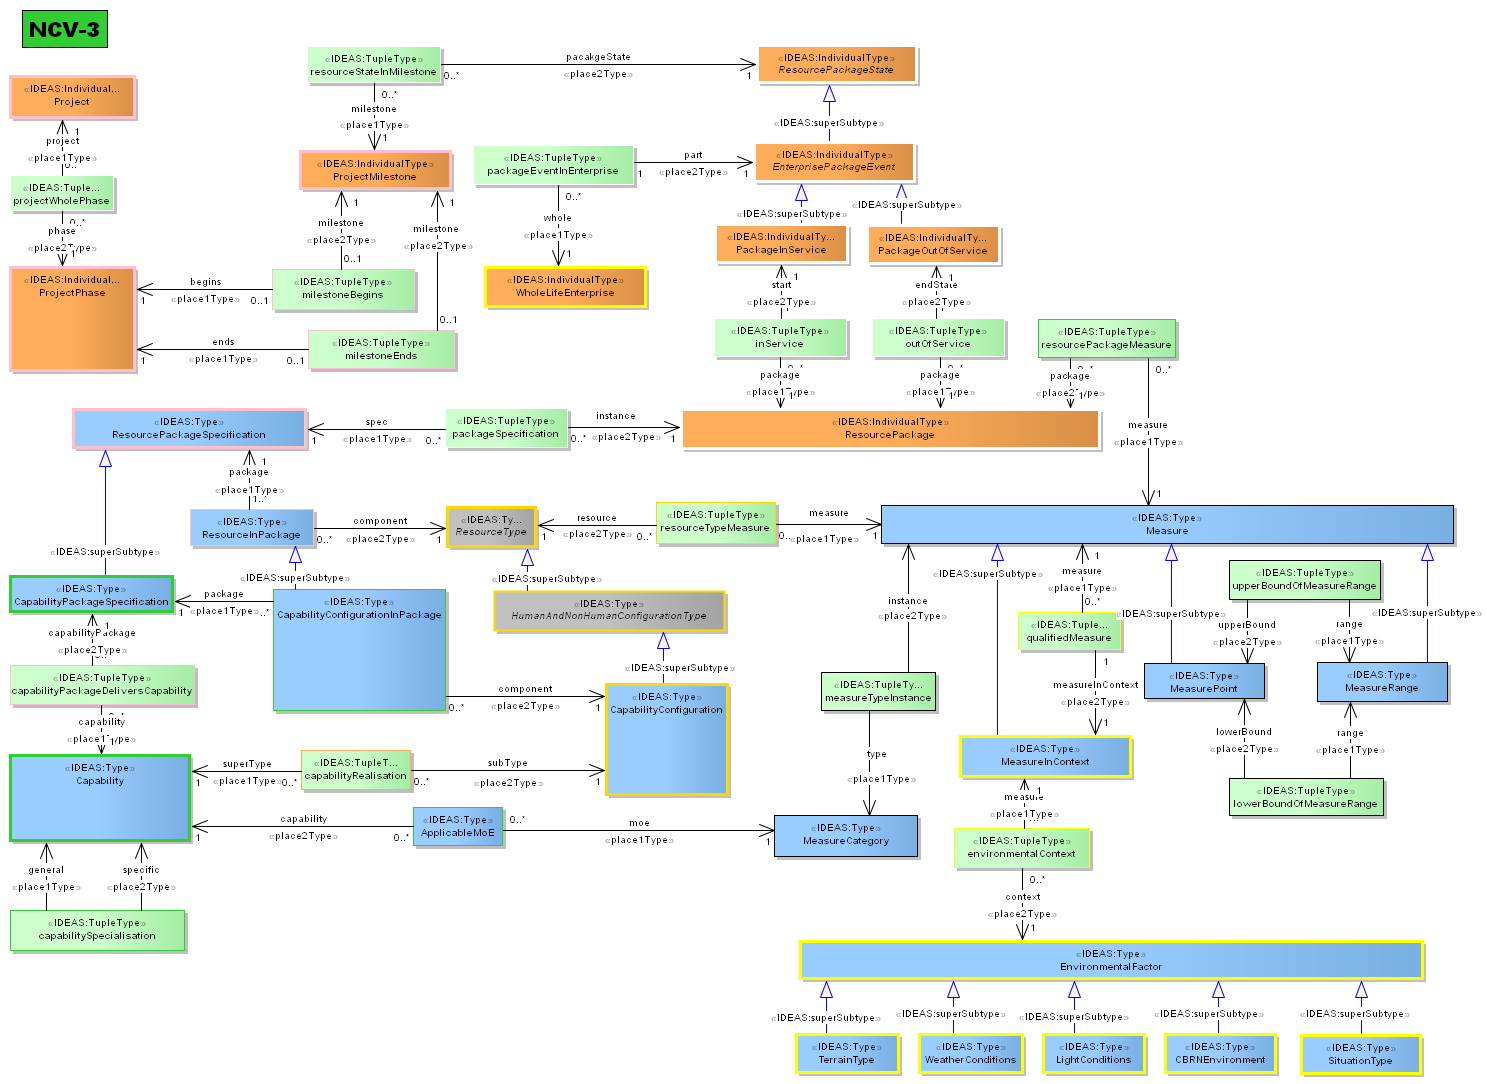 NCV-3
«IDEAS:Individual...
Project
1
project
«place1Type»
0..
«IDEAS:Tuple...
projectWholePhase
0..*
phase
«place2Type»
1
«IDEAS:Individual...
ProjectPhase
«IDEAS:TupleType»
resourceStateInMilestone
0..*
pacakgeState
«place2Type»
1
«IDEAS:IndividualType»
ResourcePackageState
0..*
milestone
«place1Type»
1
«IDEAS:IndividualType»
ProjectMilestone
1
1
milestone
«place2Type»
0..1
milestone
«place2Type»
0..1
begins
«place1Type»
1
0..1
«IDEAS:TupleType»
milestoneBegins
ends
«place1Type»
1
0..1
«IDEAS:TupleType»
milestoneEnds
«IDEAS:superSubtype»
«IDEAS:TupleType»
packageEventInEnterprise
part
«place2Type»
1
1
«IDEAS:IndividualType»
EnterprisePackageEvent
0..*
whole
«place1Type»
1
«IDEAS:IndividualType»
WholeLifeEnterprise
«IDEAS:superSubtype»
«IDEAS:superSubtype»
«IDEAS:IndividualTy...
PackageInService
«IDEAS:IndividualTy...
PackageOutOfService
1
start
«place2Type»
1
endState
«place2Type»
«IDEAS:TupleType»
inService
«IDEAS:TupleType»
outOfService
«IDEAS:TupleType»
resourcePackageMeasure
0..*
package
«place1Type»
1
0..*
package
«place1Type»
1
0..*
package
«place2Type»
1
0..*
measure
«place1Type»
1
«IDEAS:Type»
ResourcePackageSpecification
spec
«place1Type»
1
0..*
«IDEAS:TupleType»
packageSpecification
instance
«place2Type»
0..*
1
«IDEAS:IndividualType»
ResourcePackage
1
package
«place1Type»
1..*
«IDEAS:superSubtype»
«IDEAS:Type»
ResourceInPackage
component
«place2Type»
0..*
1
«IDEAS:Ty...
ResourceType
resource
«place2Type»
1
0..*
«IDEAS:TupleType»
resourceTypeMeasure
measure
«place1Type»
0..
1
«IDEAS:Type»
Measure
«IDEAS:superSubtype»
«IDEAS:superSubtype»
«IDEAS:Type»
CapabilityPackageSpecification
package
«place1Type»
1
..*
«IDEAS:Type»
CapabilityConfigurationInPackage
«IDEAS:Type»
HumanAndNonHumanConfigurationType
«IDEAS:superSubtype»
1
capabilityPackage
«place2Type»
0..
«IDEAS:TupleType»
capabilityPackageDeliversCapability
0..*
capability
«place1Type»
1
component
«place2Type»
0..*
1
«IDEAS:Type»
CapabilityConfiguration
«IDEAS:Type»
Capability
superType
«place1Type»
1
0..*
«IDEAS:TupleT...
capabilityRealisation
subType
«place2Type»
0..*
1
capability
«place2Type»
1
0..*
«IDEAS:Type»
ApplicableMoE
0..*
moe
«place1Type»
1
«IDEAS:Type»
MeasureCategory
general
«place1Type»
specific
«place2Type»
«IDEAS:TupleType»
capabilitySpecialisation
instance
«place2Type»
«IDEAS:TupleTy...
measureTypeInstance
type
«place1Type»
«IDEAS:superSubtype»
1
measure
«place1Type»
0..*
«IDEAS:Tuple...
qualifiedMeasure
1
measureInContext
«place2Type»
1
«IDEAS:Type»
MeasureInContext
«IDEAS:superSubtype»
«IDEAS:Type»
MeasurePoint
«IDEAS:TupleType»
upperBoundOfMeasureRange
upperBound
«place2Type»
range
«place1Type»
«IDEAS:superSubtype»
«IDEAS:Type»
MeasureRange
lowerBound
«place2Type»
range
«place1Type»
«IDEAS:TupleType»
lowerBoundOfMeasureRange
1
measure
«place1Type»
«IDEAS:TupleType»
environmentalContext
0..*
context
«place2Type»
1
«IDEAS:Type»
EnvironmentalFactor
«IDEAS:superSubtype»
«IDEAS:superSubtype»
«IDEAS:superSubtype»
«IDEAS:superSubtype»
«IDEAS:superSubtype»
«IDEAS:Type»
TerrainType
«IDEAS:Type»
WeatherConditions
«IDEAS:Type»
LightConditions
«IDEAS:Type»
CBRNEnvironment
«IDEAS:Type»
SituationType